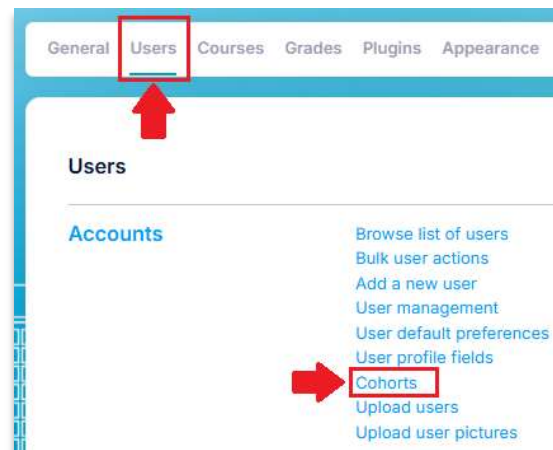 General Users Courses Grades Plugins Appearance
Users
Accounts
Browse list of users
Bulk user actions
Add a new user
User management
User default preferences
User profile fields
Cohorts
Upload users
Upload user pictures